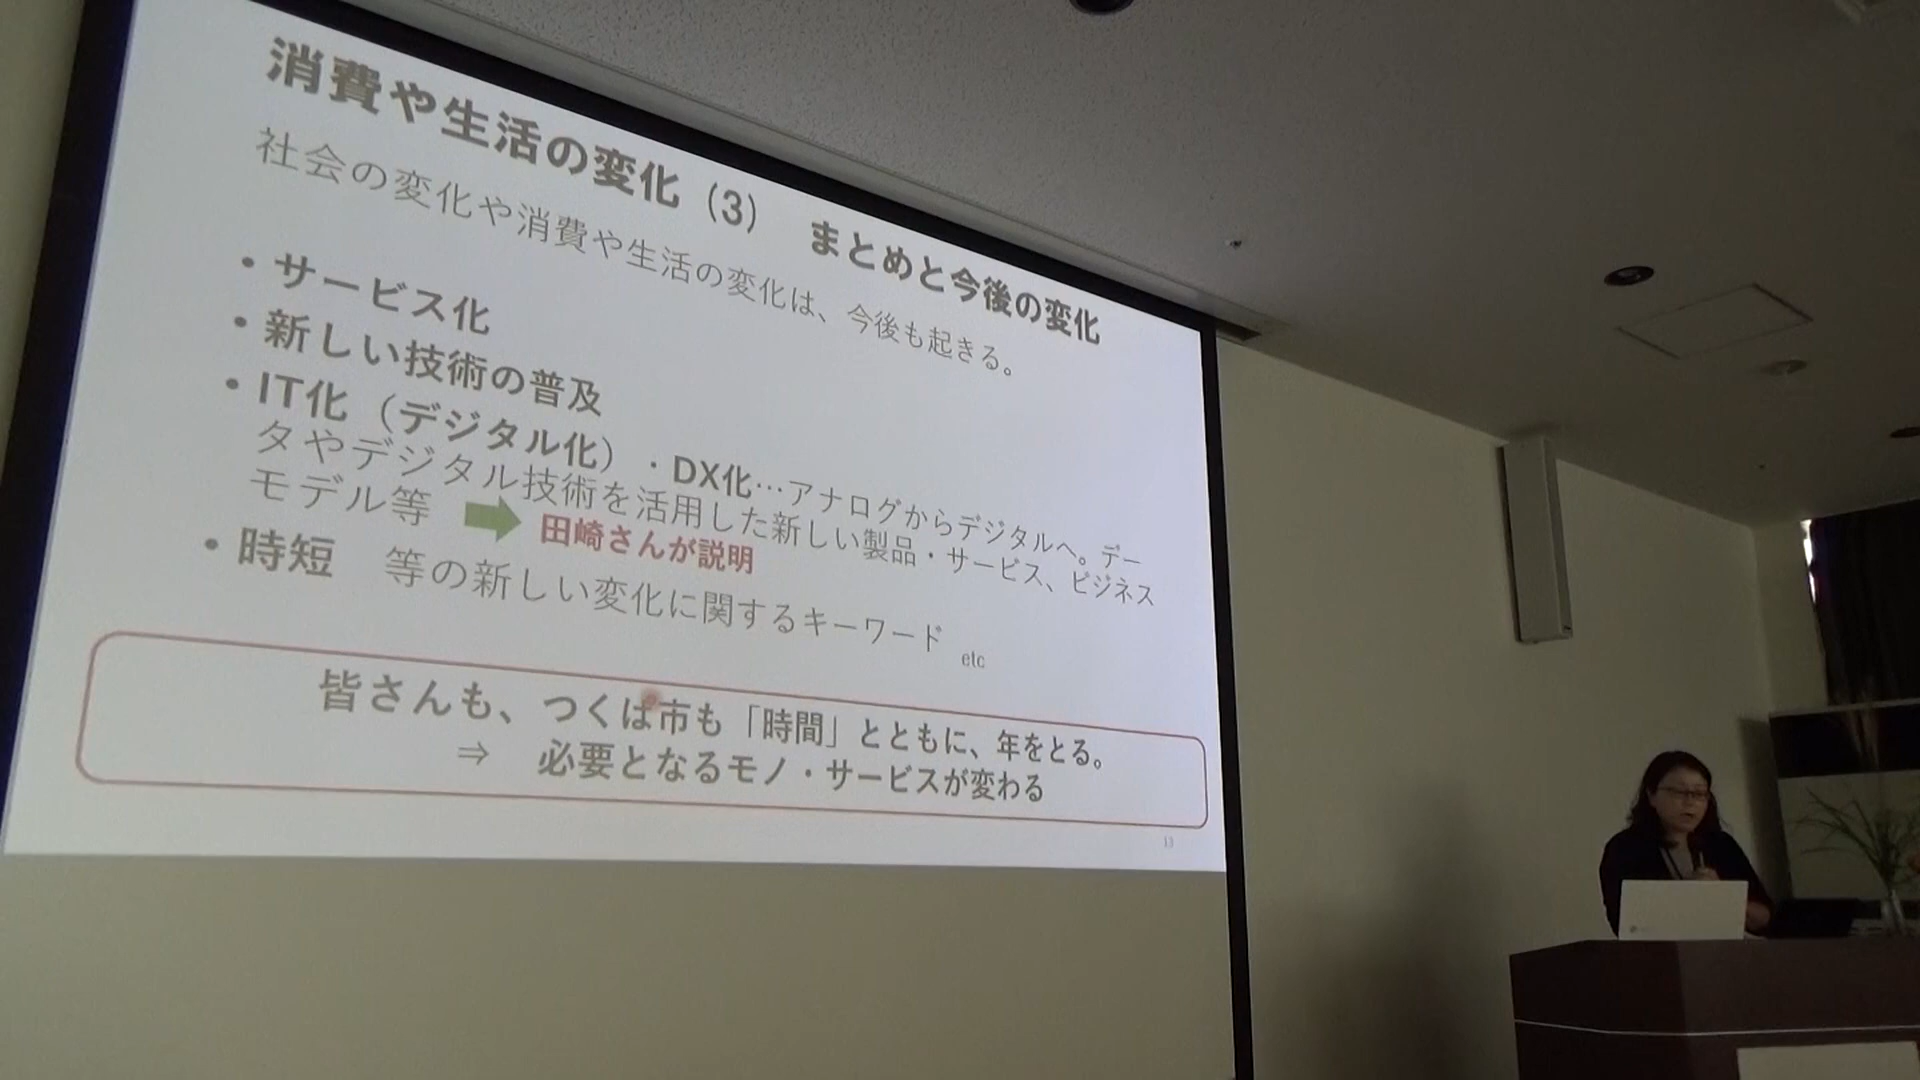 消費や生活の変化（3）　まとめと今後の変化
社会の変化や消費や生活の変化は、今後も起きる。
・サービス化
・新しい技術の普及
・IT化（デジタル化）・DX化…アナログからデジタルへ。デー
タやデジタル技術を活用した新しい製品・サービス、ビジネス
モデル等
田崎さんが説明
・時短　等の新しい変化に関するキーワード
etc
皆さんも、つくば市も「時間」とともに、年をとる。
⇒　必要となるモノ・サービスが変わる
13